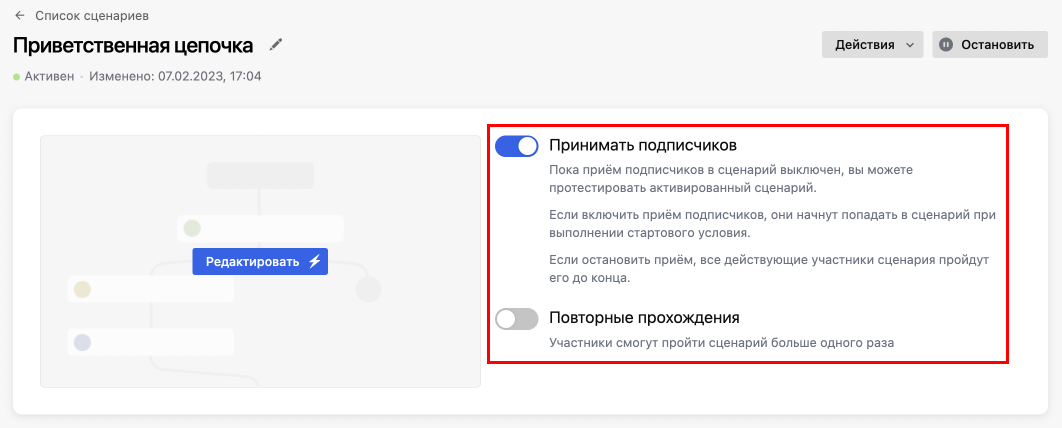 Список сценариев
Приветственная цепочка
Действия
Остановить
Активен · Изменено: 07.02.2023, 17:04
Редактировать
Принимать подписчиков
Пока приём подписчиков в сценарий выключен, вы можете
протестировать активированный сценарий.
Если включить приём подписчиков, они начнут попадать в сценарий при
выполнении стартового условия.
Если остановить приём, все действующие участники сценария пройдут
его до конца.
Повторные прохождения
Участники смогут пройти сценарий больше одного раза